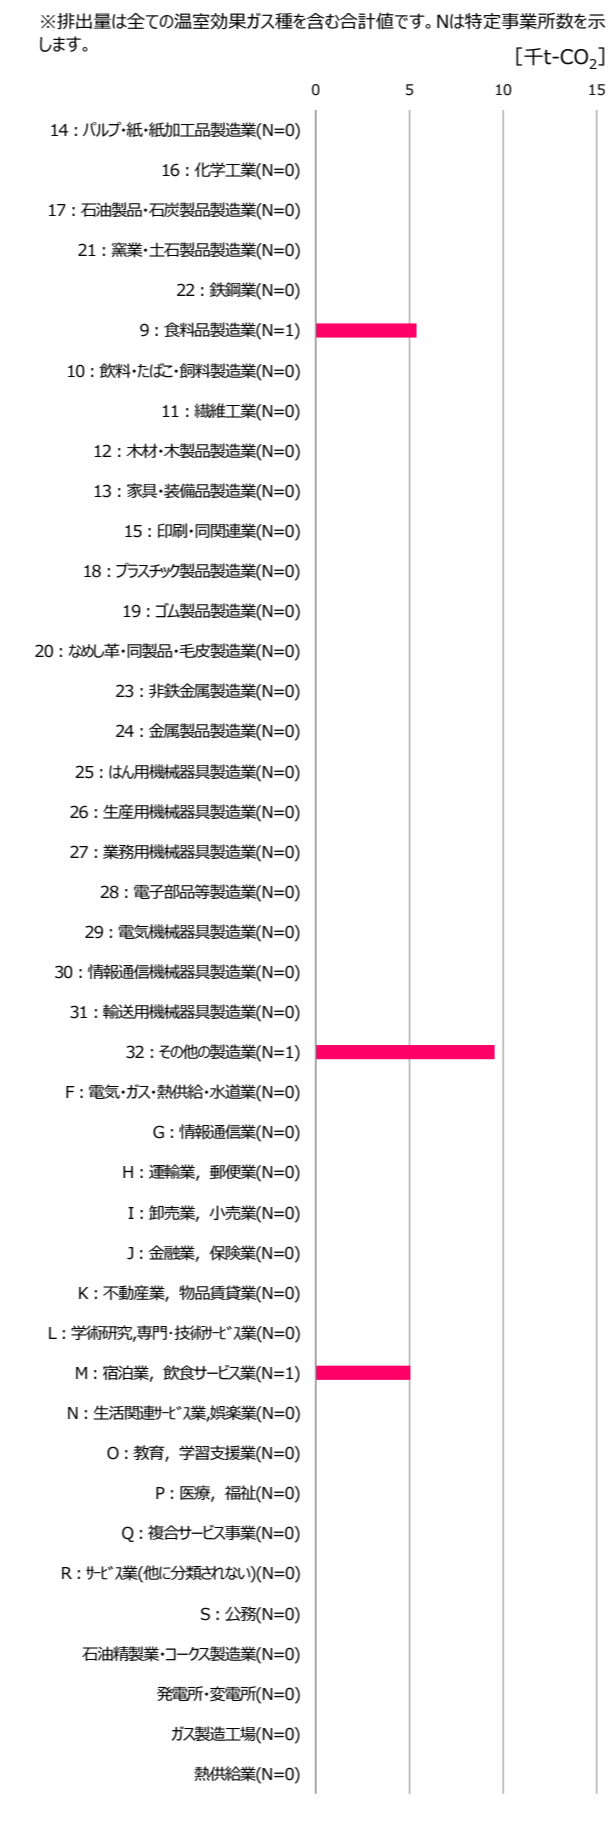 ※排出量は全ての温室効果ガス種を含む合計値です。Nは特定事業所数を示
します。
[千t-CO₂]
0 5 10 15
14：パルプ・紙・紙加工品製造業(N=0)
16：化学工業(N=0)
17：石油製品・石炭製品製造業(N=0)
21：窯業・土石製品製造業(N=0)
22：鉄鋼業(N=0)
9：食料品製造業(N=1)
10：飲料・たばこ・飼料製造業(N=0)
11：繊維工業(N=0)
12：木材・木製品製造業(N=0)
13：家具・装備品製造業(N=0)
15：印刷・同関連業(N=0)
18：プラスチック製品製造業(N=0)
19：ゴム製品製造業(N=0)
20：なめし革・同製品・毛皮製造業(N=0)
23：非鉄金属製造業(N=0)
24：金属製品製造業(N=0)
25：はん用機械器具製造業(N=0)
26：生産用機械器具製造業(N=0)
27：業務用機械器具製造業(N=0)
28：電子部品等製造業(N=0)
29：電気機械器具製造業(N=0)
30：情報通信機械器具製造業(N=0)
31：輸送用機械器具製造業(N=0)
32：その他の製造業(N=1)
F：電気・ガス・熱供給・水道業(N=0)
G：情報通信業(N=0)
H：運輸業，郵便業(N=0)
I：卸売業，小売業(N=0)
J：金融業，保険業(N=0)
K：不動産業，物品賃貸業(N=0)
L：学術研究,専門・技術ｻｰﾋﾞｽ業(N=0)
M：宿泊業，飲食サービス業(N=1)
N：生活関連ｻｰﾋﾞｽ業,娯楽業(N=0)
O：教育，学習支援業(N=0)
P：医療，福祉(N=0)
Q：複合サービス事業(N=0)
R：ｻｰﾋﾞｽ業(他に分類されない)(N=0)
S：公務(N=0)
石油精製業・コークス製造業(N=0)
発電所・変電所(N=0)
ガス製造工場(N=0)
熱供給業(N=0)